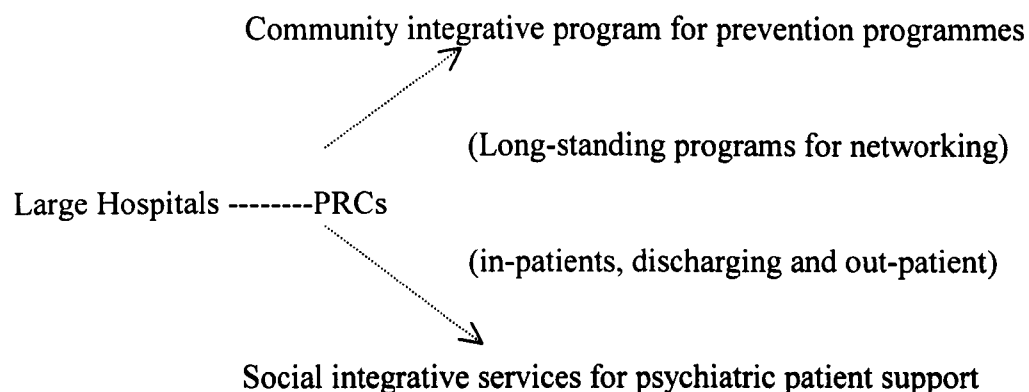 Community integrative program for prevention programmes
(Long-standing programs for networking)
Large Hospitals --------PRCs
(in-patients, discharging and out-patient)
Social integrative services for psychiatric patient support